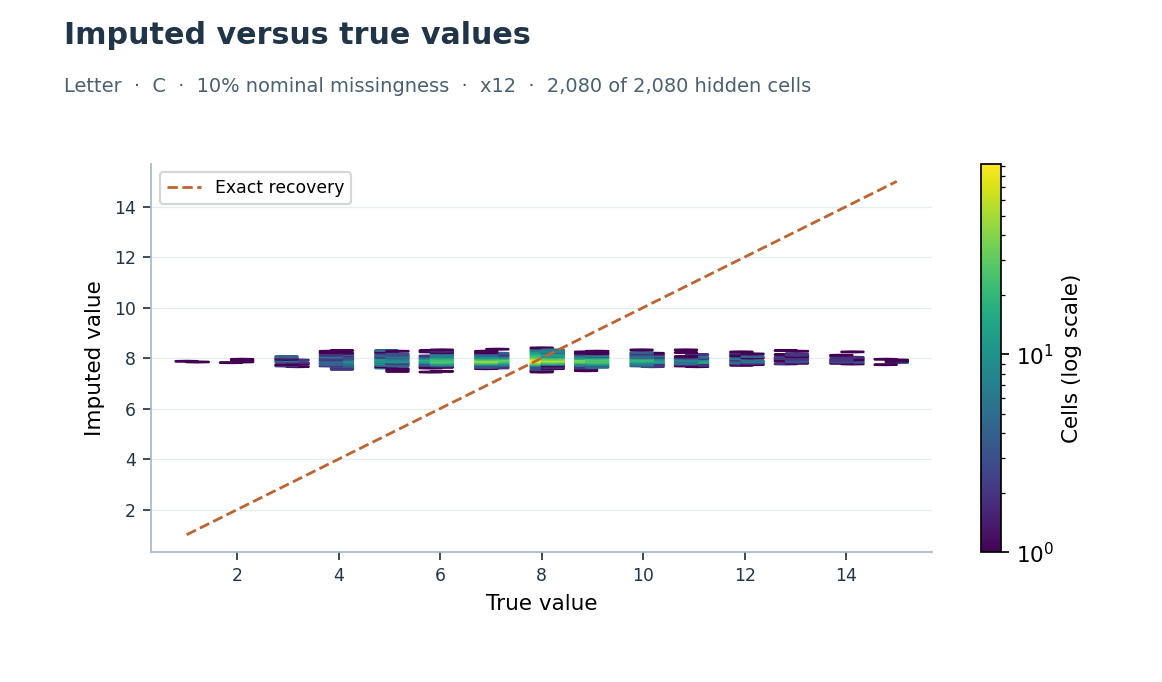 Imputed versus true values
Letter · C · 10% nominal missingness · x12 · 2,080 of 2,080 hidden cells
Exact recovery
14
12
10
8
6
4
2
Imputed value
2 4 6 8 10 12 14
True value
10¹
10⁰
Cells (log scale)